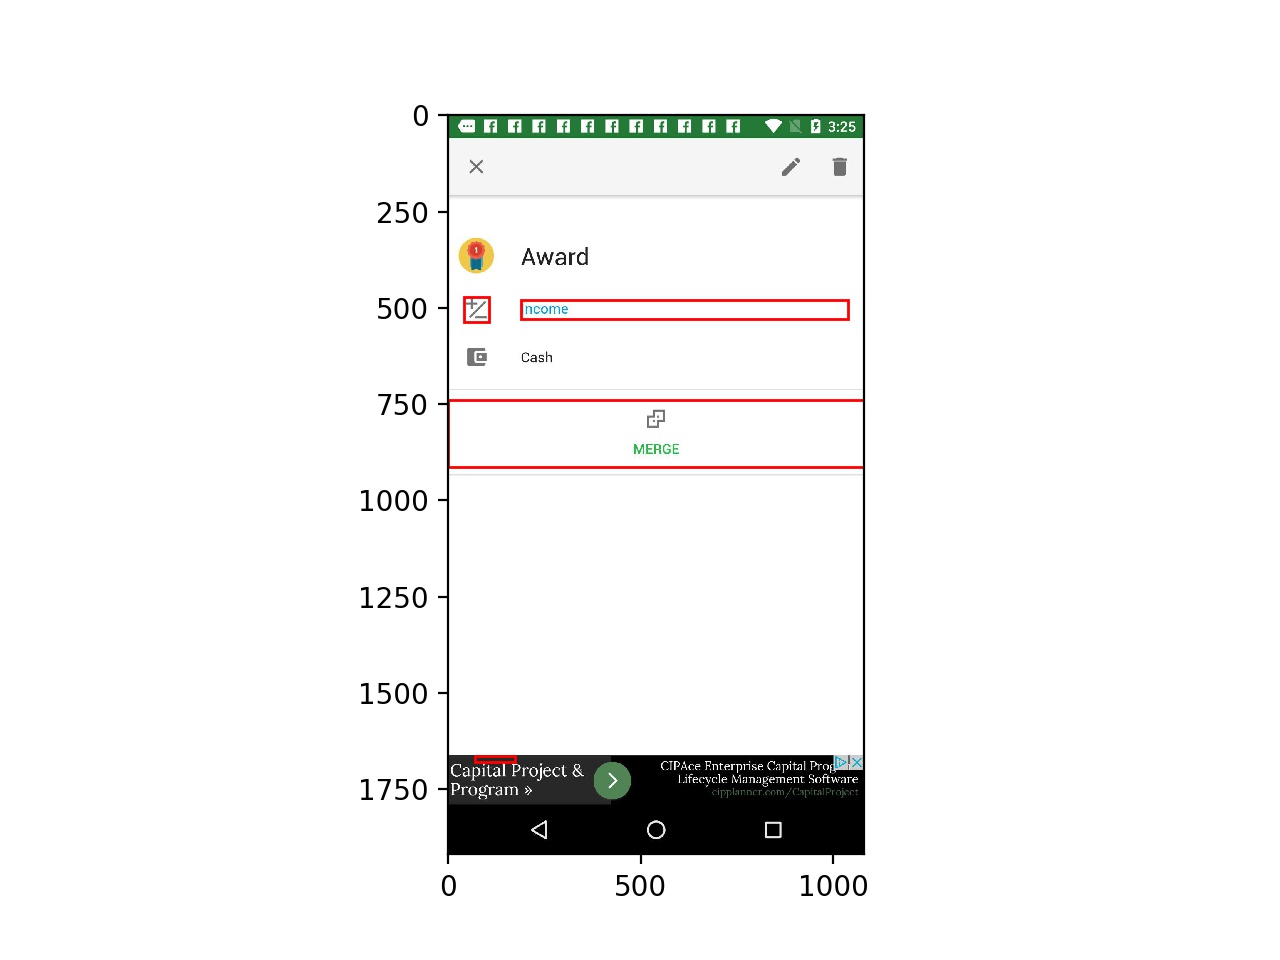 0
250
500
750
1000
1250
1500
1750
0
500
1000
3:25
Award
ncome
Cash
MERGE
Capital Project &
Program »
CIPAce Enterprise Capital Prog
Lifecycle Management Software
cipplanner.com/CapitalProject